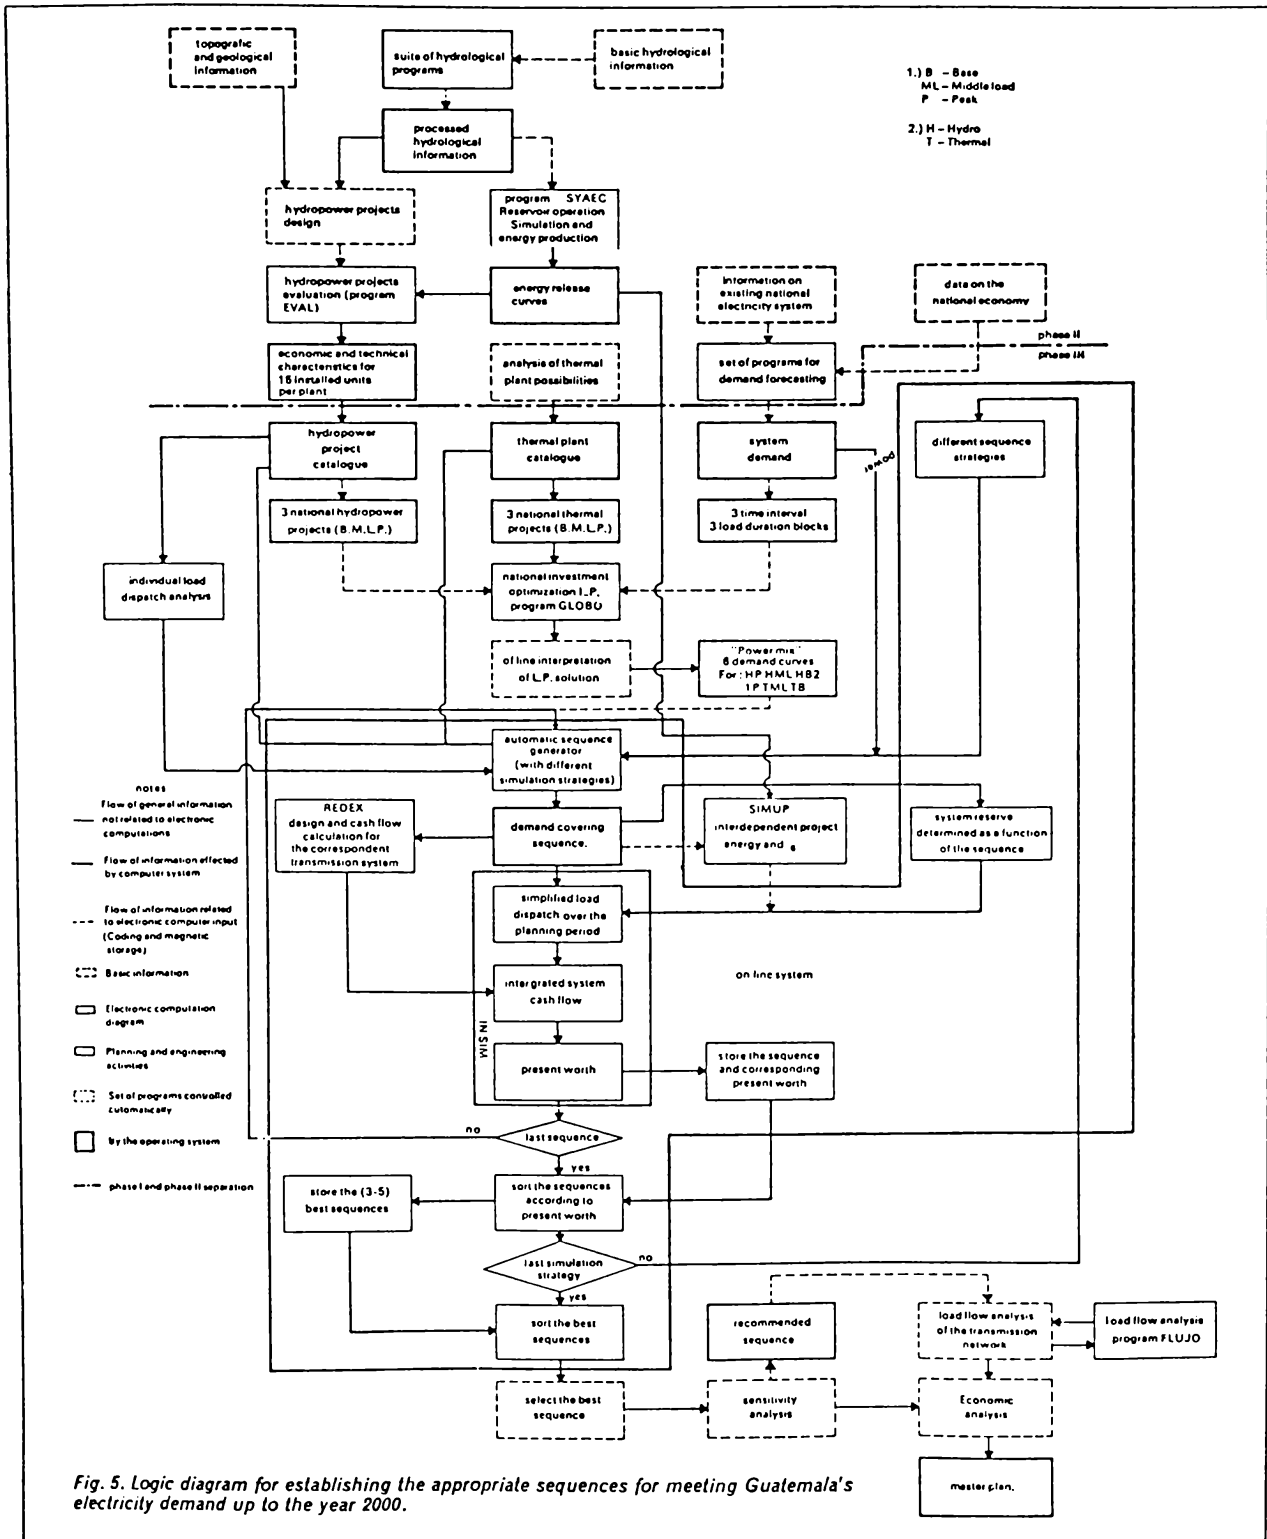 topografic
and geological
information
suite of hydrological
programs
basic hydrological
information
1.) B – Base
ML – Middle load
P – Peak
2.) H – Hydro
T – Thermal
processed
hydrological
information
hydropower projects
design
program SYAEC
Reservoir operation
Simulation and
energy production
hydropower projects
evaluation (program
EVAL)
energy release
curves
Information on
existing national
electricity system
data on the
national economy
phase II
phase III
economic and technical
characteristics for
16 installed units
per plant
analysis of thermal
plant possibilities
set of programs for
demand forecasting
hydropower
project
catalogue
thermal plant
catalogue
system
demand
power
different sequence
strategies
3 national hydropower
projects (B.M.L.P.)
3 national thermal
projects (B.M.L.P.)
3 time interval
3 load duration blocks
individual load
dispatch analysis
national investment
optimization L.P.
program GLOBO
of line interpretation
of L.P. solution
"Power mix"
6 demand curves
For: HP HML HB2
1P TML TB
automatic sequence
generator
(with different
simulation strategies)
notes
Flow of general information
not related to electronic
computations
Flow of information effected
by computer system
Flow of information related
to electronic computer input
(Coding and magnetic
storage)
Basic information
Electronic computation
diagram
Planning and engineering
activities
Set of programs controlled
automatically
by the operating system
phase I and phase II separation
REDEX
design and cash flow
calculation for
the correspondent
transmission system
demand covering
sequence.
SIMUP
interdependent project
energy and s
system reserve
determined as a function
of the sequence
simplified load
dispatch over the
planning period
intergrated system
cash flow
on line system
INSIM
present worth
store the sequence
and corresponding
present worth
no
last sequence
yes
store the (3-5)
best sequences
sort the sequences
according to
present worth
last simulation
strategy
no
yes
sort the best
sequences
recommended
sequence
load flow analysis
of the transmission
network
load flow analysis
program FLUJO
select the best
sequence
sensitivity
analysis
Economic
analysis
master plan.
Fig. 5. Logic diagram for establishing the appropriate sequences for meeting Guatemala's
electricity demand up to the year 2000.